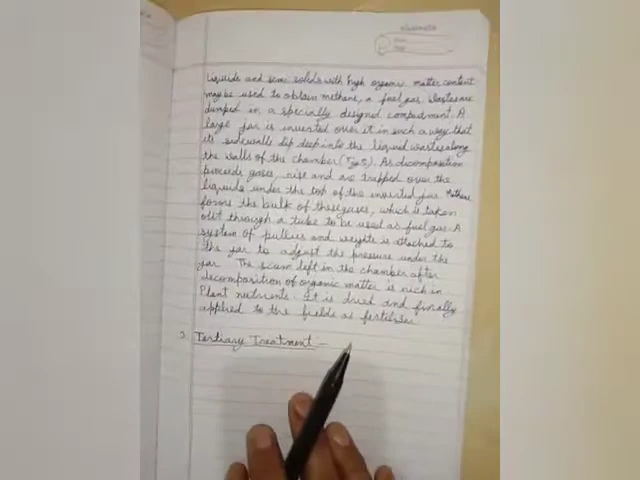 classmate
Date
Page
liquids and semi solids with high organic matter content
may be used to obtain methane, a fuel gas. Wastes are
dumped in a specially designed compartment. A
large jar is inverted over it in such a way that
its sidewalls dip deep into the liquid wastes along
the walls of the chamber As decomposition
proceeds gases, rise and are trapped over the
liquids under the top of the inverted jar. Methane
forms the bulk of these gases, which is taken
out through a tube to be used as fuel gas. A
system of pullies and weights is attached to
the jar to adjust the pressure under the
jar. The scum left in the chamber after
decomposition of organic matter is rich in
Plant nutrients. It is dried and finally
applied to the fields as fertiliser.
Tertiary Treatment -